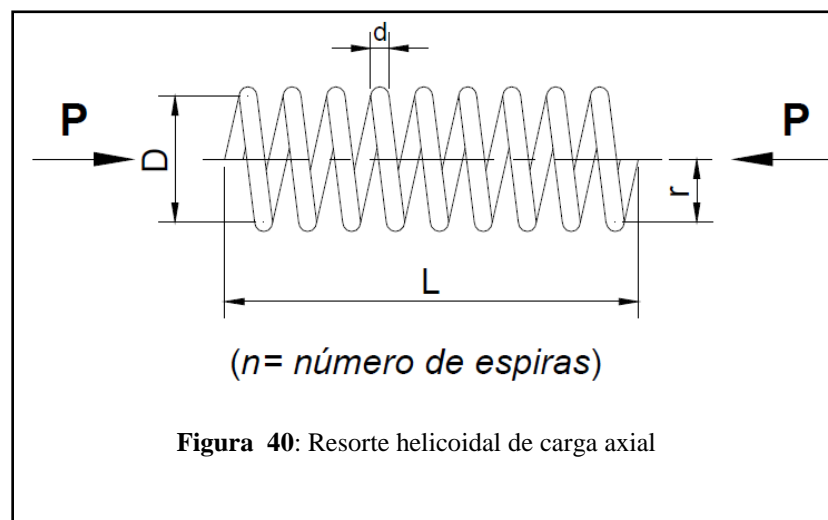 d
P
P
D
r
L
(n= número de espiras)
Figura 40: Resorte helicoidal de carga axial